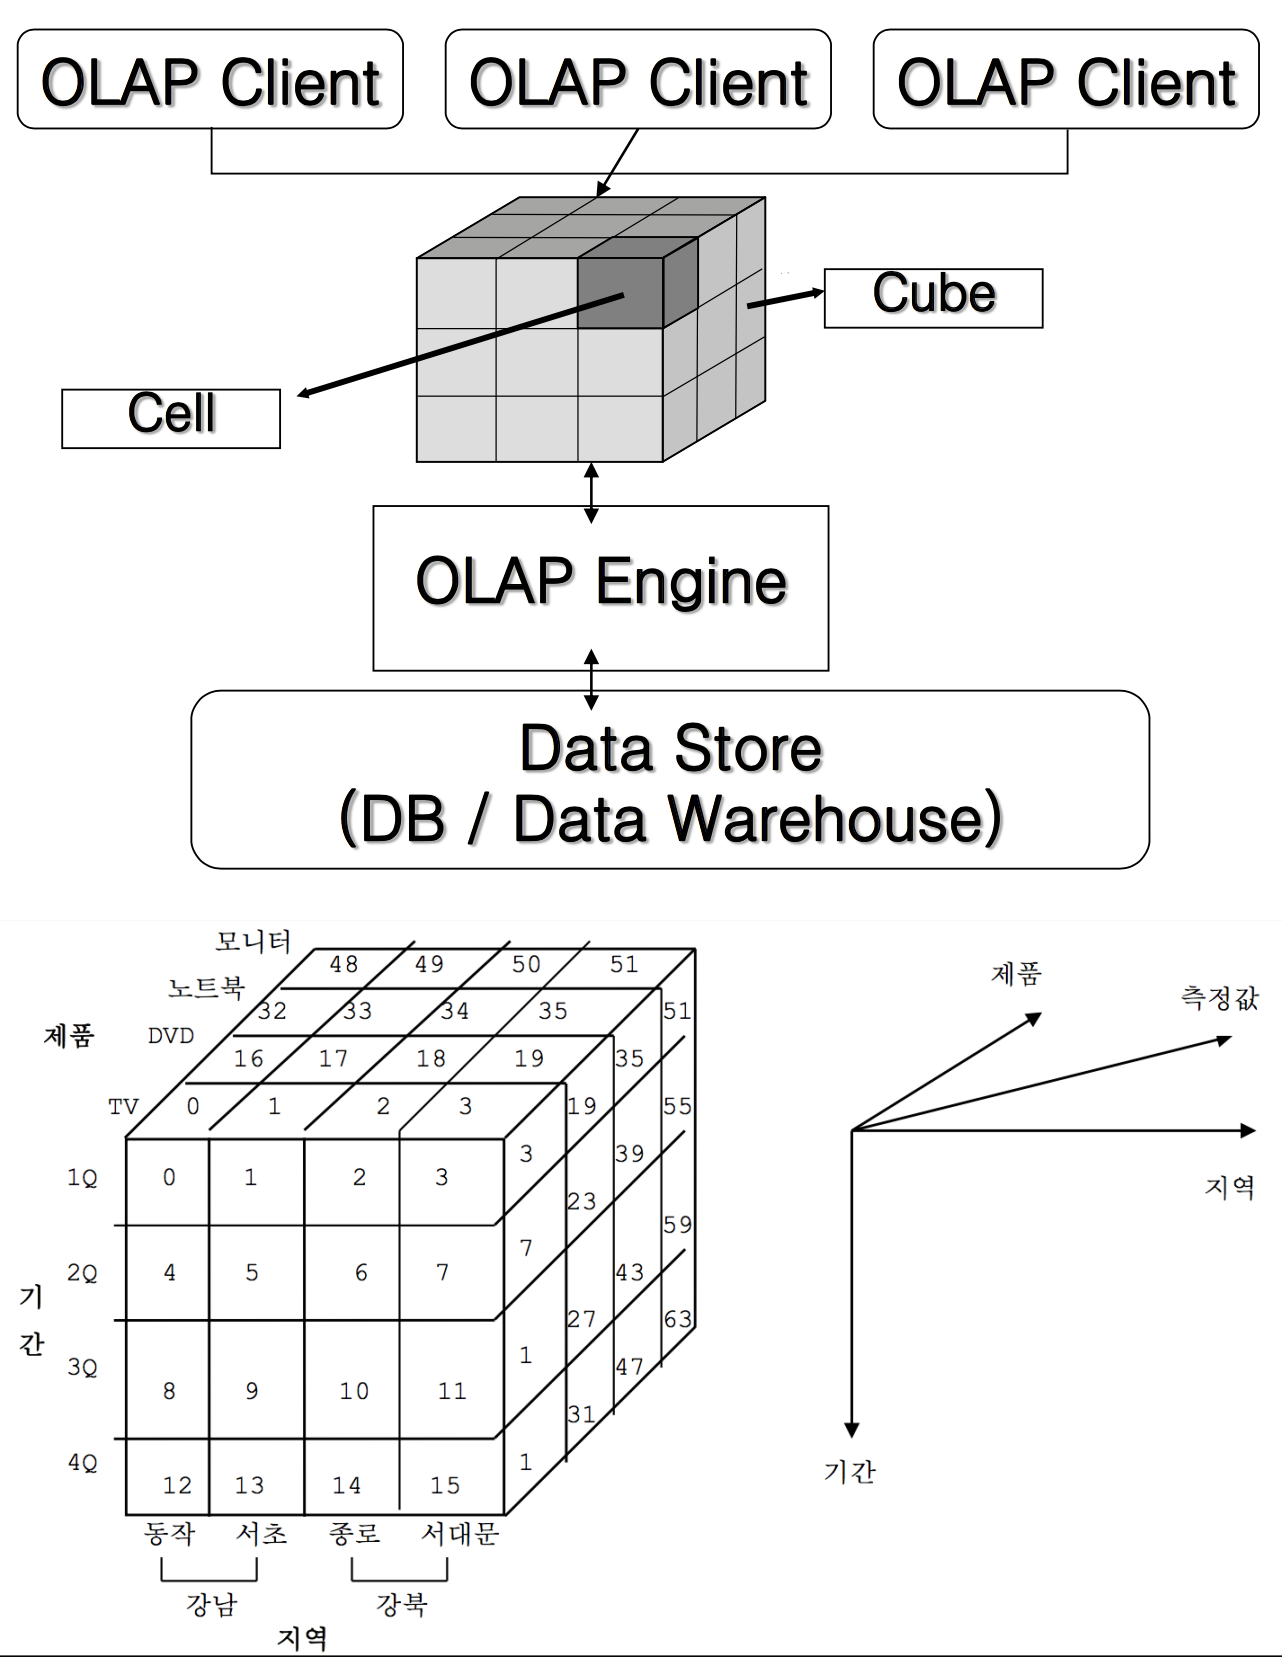 OLAP Client OLAP Client OLAP Client
Cube
Cell
OLAP Engine
Data Store
(DB / Data Warehouse)
모니터 48 49 50 51
노트북 32 33 34 35 51
제품 DVD 16 17 18 19 35
TV 0 1 2 3 19 55
1Q 0 1 2 3 3 39
23
59
2Q 4 5 6 7 7 43
기
간
27 63
3Q 8 9 10 11 1 47
31
4Q 12 13 14 15 1
동작 서초 종로 서대문
강남 강북
지역
제품
측정값
지역
기간